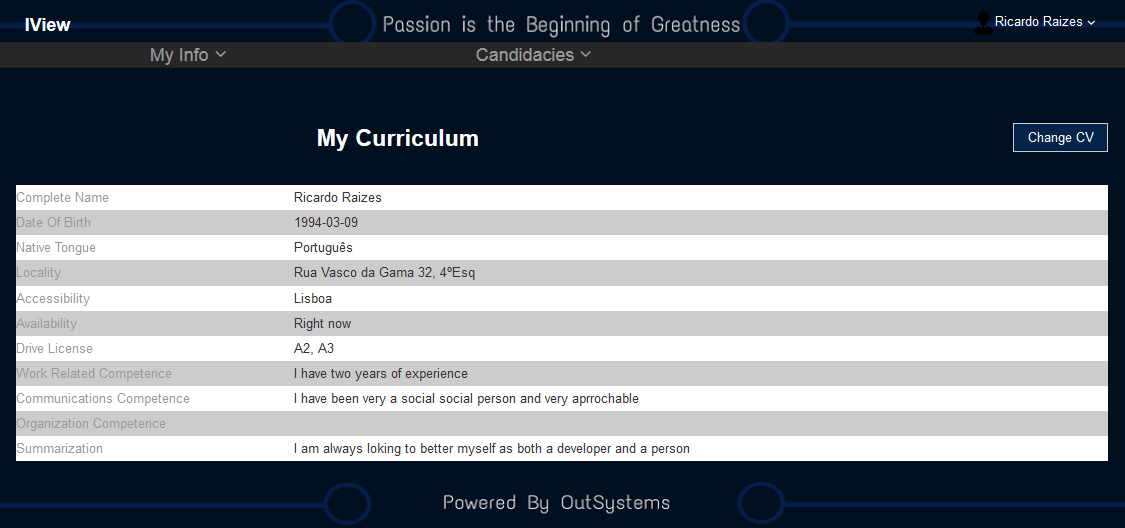 IView
Passion is the Beginning of Greatness
Ricardo Raizes
My Info
Candidacies
My Curriculum
Change CV
Complete Name Ricardo Raizes
Date Of Birth 1994-03-09
Native Tongue Português
Locality Rua Vasco da Gama 32, 4ºEsq
Accessibility Lisboa
Availability Right now
Drive License A2, A3
Work Related Competence I have two years of experience
Communications Competence I have been very a social social person and very aprrochable
Organization Competence
Summarization I am always loking to better myself as both a developer and a person
Powered By OutSystems